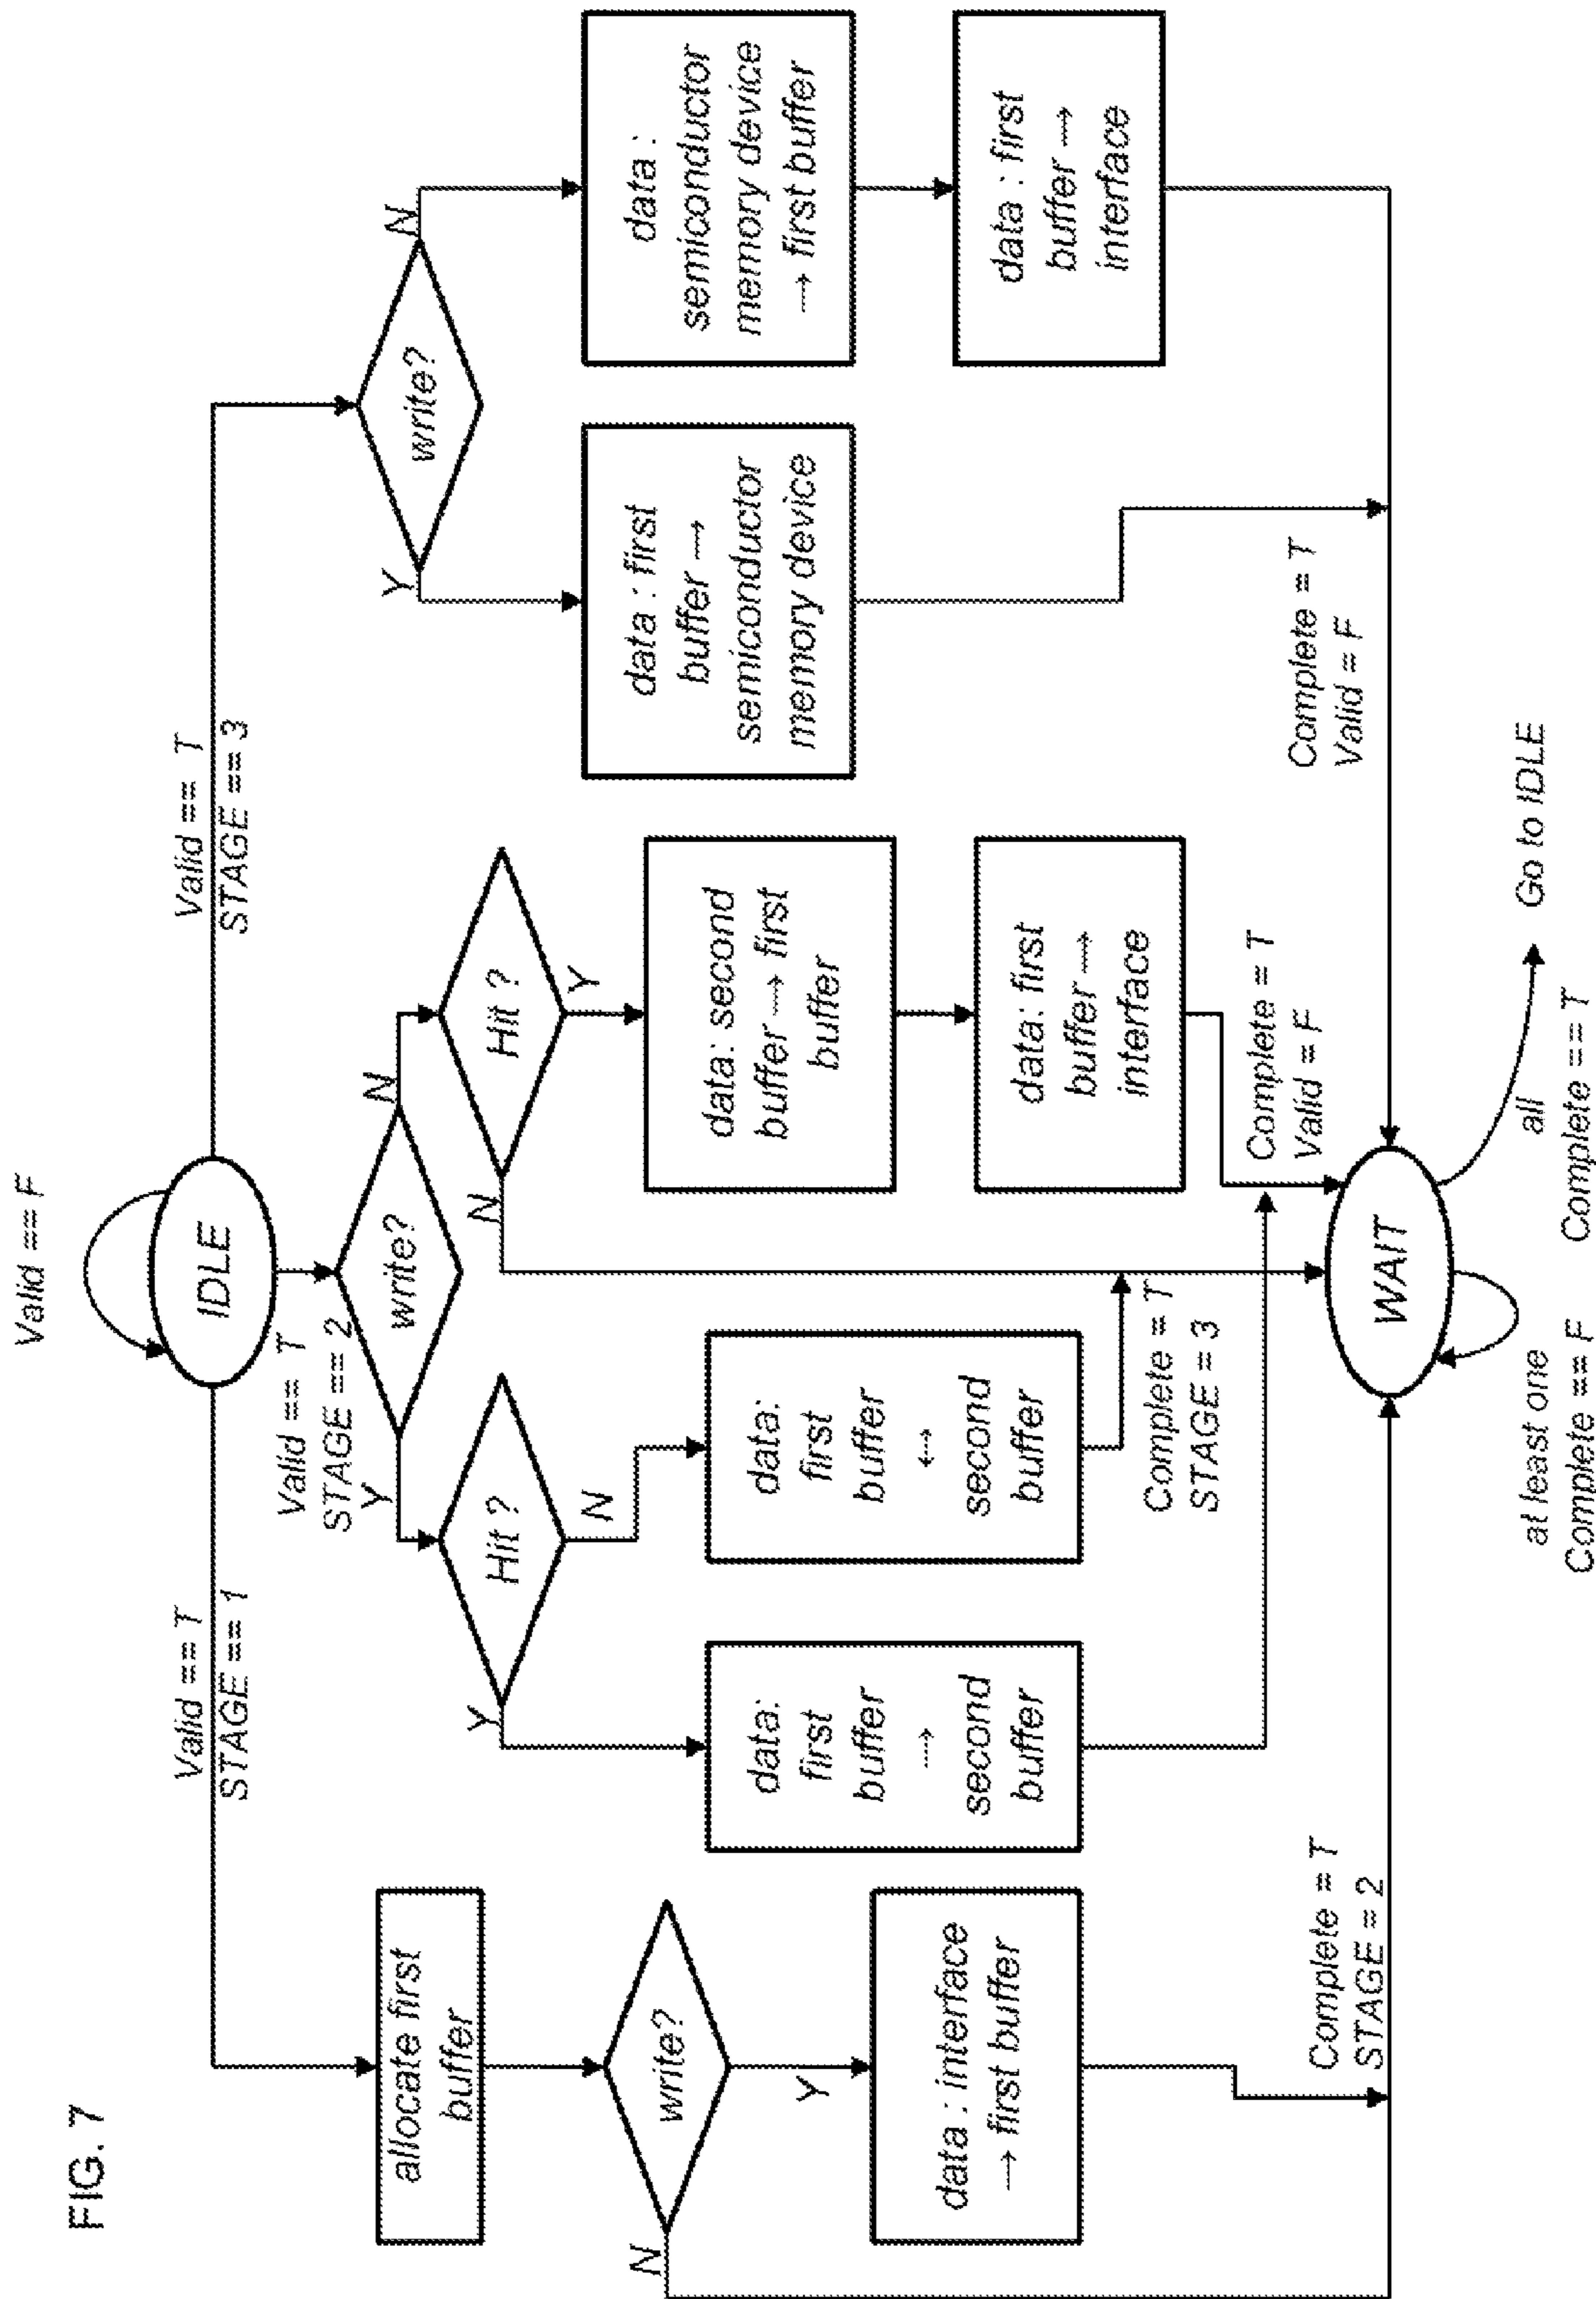 FIG. 7
Valid == F
IDLE
Valid == T
STAGE == 1
Valid == T
STAGE == 2
Valid == T
STAGE == 3
allocate first
buffer
write?
N
Y
data : interface
→ first buffer
Complete = T
STAGE = 2
write?
Y
N
Hit ?
Y
N
data:
first
buffer
→
second
buffer
data:
first
buffer
↔
second
buffer
Complete = T
STAGE = 3
Hit ?
N
Y
data: second
buffer → first
buffer
data: first
buffer →
interface
Complete = T
Valid = F
write?
Y
N
data : first
buffer →
semiconductor
memory device
data :
semiconductor
memory device
→ first buffer
data : first
buffer →
interface
Complete = T
Valid = F
WAIT
at least one
Complete == F
all
Complete == T
Go to IDLE